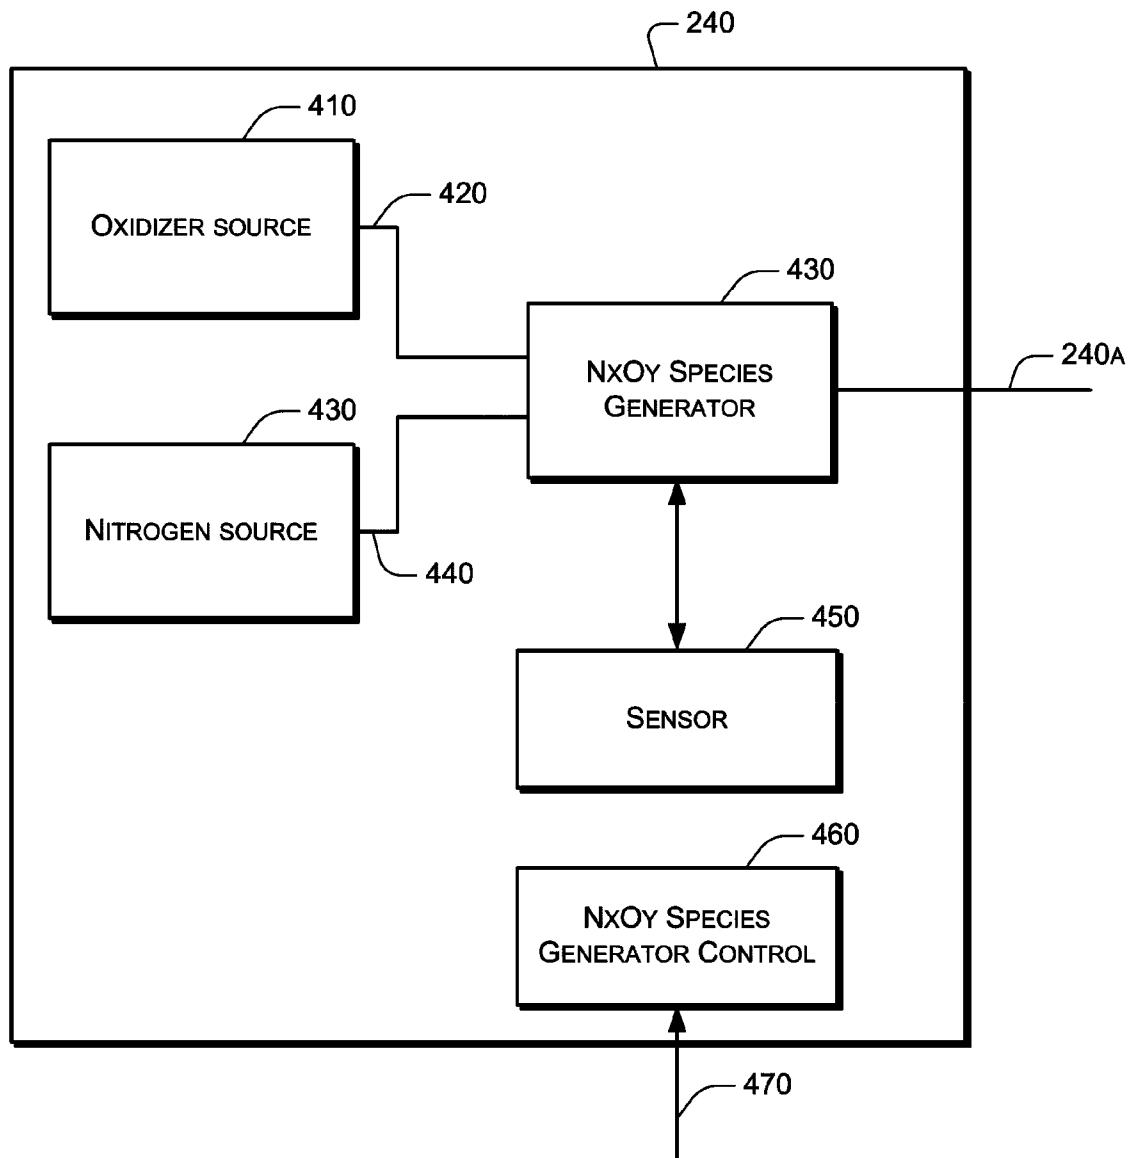 240
410
OXIDIZER SOURCE
420
430
NXOY SPECIES
GENERATOR
240A
430
NITROGEN SOURCE
440
450
SENSOR
460
NXOY SPECIES
GENERATOR CONTROL
470